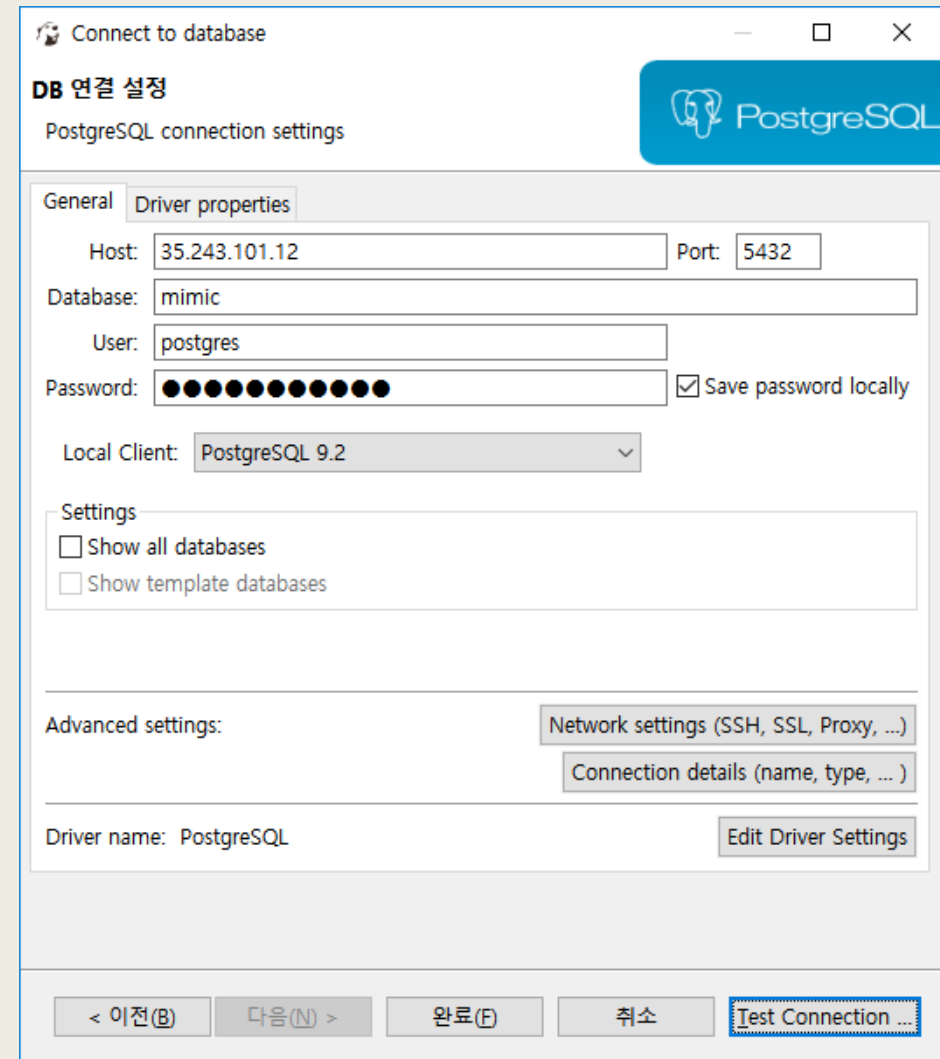 Connect to database
DB 연결 설정
PostgreSQL connection settings
PostgreSQL
General Driver properties
Host: 35.243.101.12 Port: 5432
Database: mimic
User: postgres
Password: ●●●●●●●●●●● Save password locally
Local Client: PostgreSQL 9.2
Settings
Show all databases
Show template databases
Advanced settings: Network settings (SSH, SSL, Proxy, ...)
Connection details (name, type, ... )
Driver name: PostgreSQL Edit Driver Settings
< 이전(B) 다음(N) > 완료(F) 취소 Test Connection ...